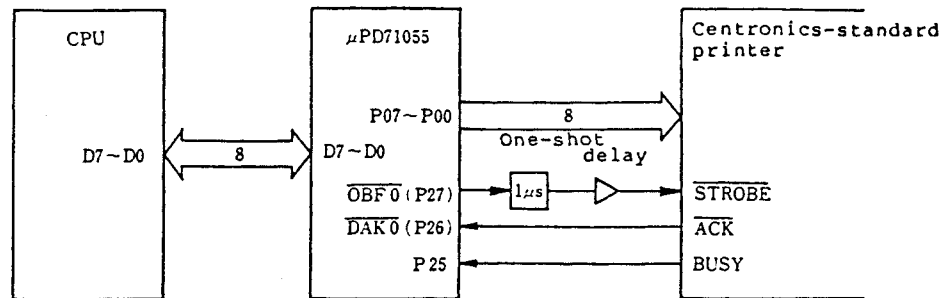 CPU
μPD71055
Centronics-standard
printer
P07~P00
8
One-shot
delay
D7~D0
8
D7~D0
OBF0 (P27)
1μs
STROBE
DAK0 (P26)
ACK
P25
BUSY